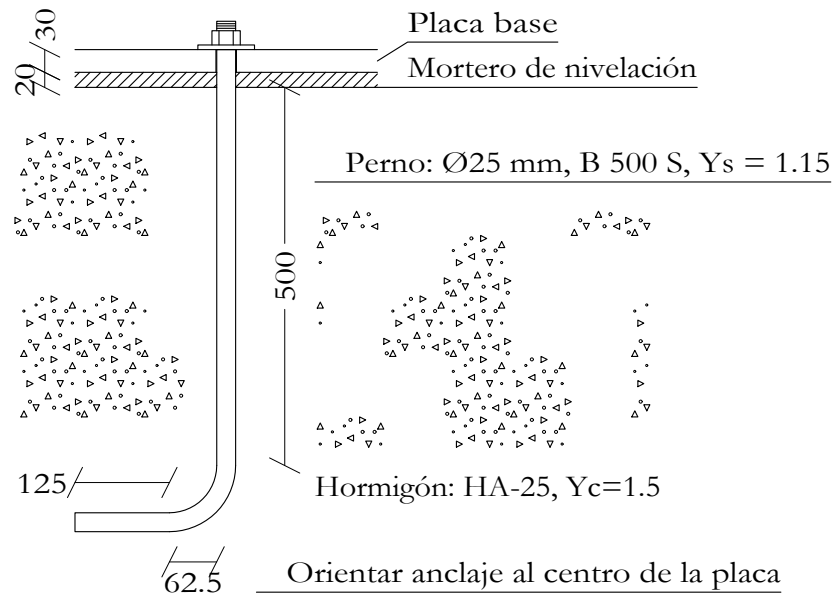 30
Placa base
20
Mortero de nivelación
Perno: Ø25 mm, B 500 S, Ys = 1.15
500
125
Hormigón: HA-25, Yc=1.5
62.5
Orientar anclaje al centro de la placa